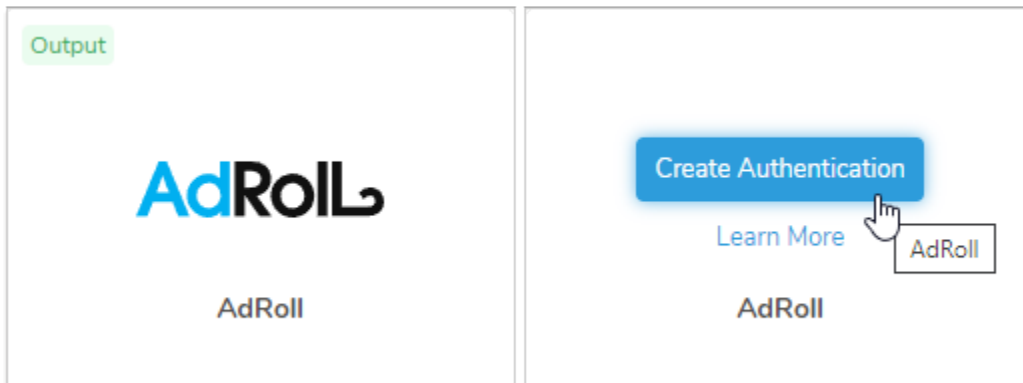 Output
AdRoll
AdRoll
Create Authentication
Learn More
AdRoll
AdRoll